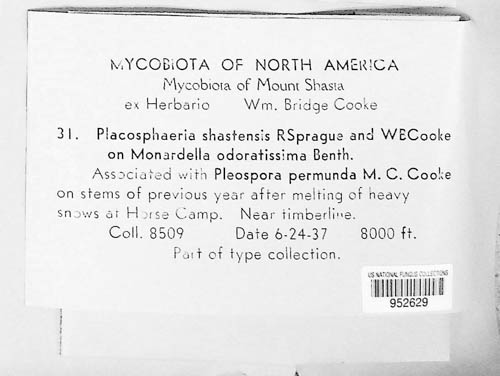 MYCOBIOTA OF NORTH AMERICA
Mycobiota of Mount Shasta
ex Herbario Wm. Bridge Cooke
31. Placosphaeria shastensis RSprague and WBCooke
on Monardella odoratissima Benth.
Associated with Pleospora permunda M. C. Cooke
on stems of previous year after melting of heavy
snows at Horse Camp. Near timberline.
Coll. 8509 Date 6-24-37 8000 ft.
Part of type collection.
US NATIONAL FUNGUS COLLECTIONS
952629